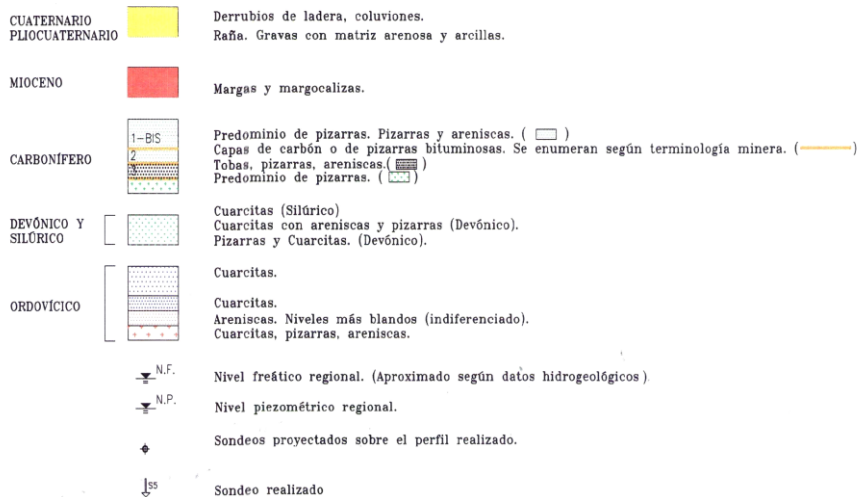 CUATERNARIO
PLIOCUATERNARIO
Derrubios de ladera, coluviones.
Raña. Gravas con matriz arenosa y arcillas.
MIOCENO
Margas y margocalizas.
CARBONÍFERO
1-BIS
2
3
Predominio de pizarras. Pizarras y areniscas. ( )
Capas de carbón o de pizarras bituminosas. Se enumeran según terminología minera. ( )
Tobas, pizarras, areniscas.( )
Predominio de pizarras. ( )
DEVÓNICO Y
SILÚRICO
Cuarcitas (Silúrico)
Cuarcitas con areniscas y pizarras (Devónico).
Pizarras y Cuarcitas. (Devónico).
ORDOVÍCICO
Cuarcitas.
Cuarcitas.
Areniscas. Niveles más blandos (indiferenciado).
Cuarcitas, pizarras, areniscas.
N.F.
Nivel freático regional. (Aproximado según datos hidrogeológicos).
N.P.
Nivel piezométrico regional.
Sondeos proyectados sobre el perfil realizado.
S5
Sondeo realizado